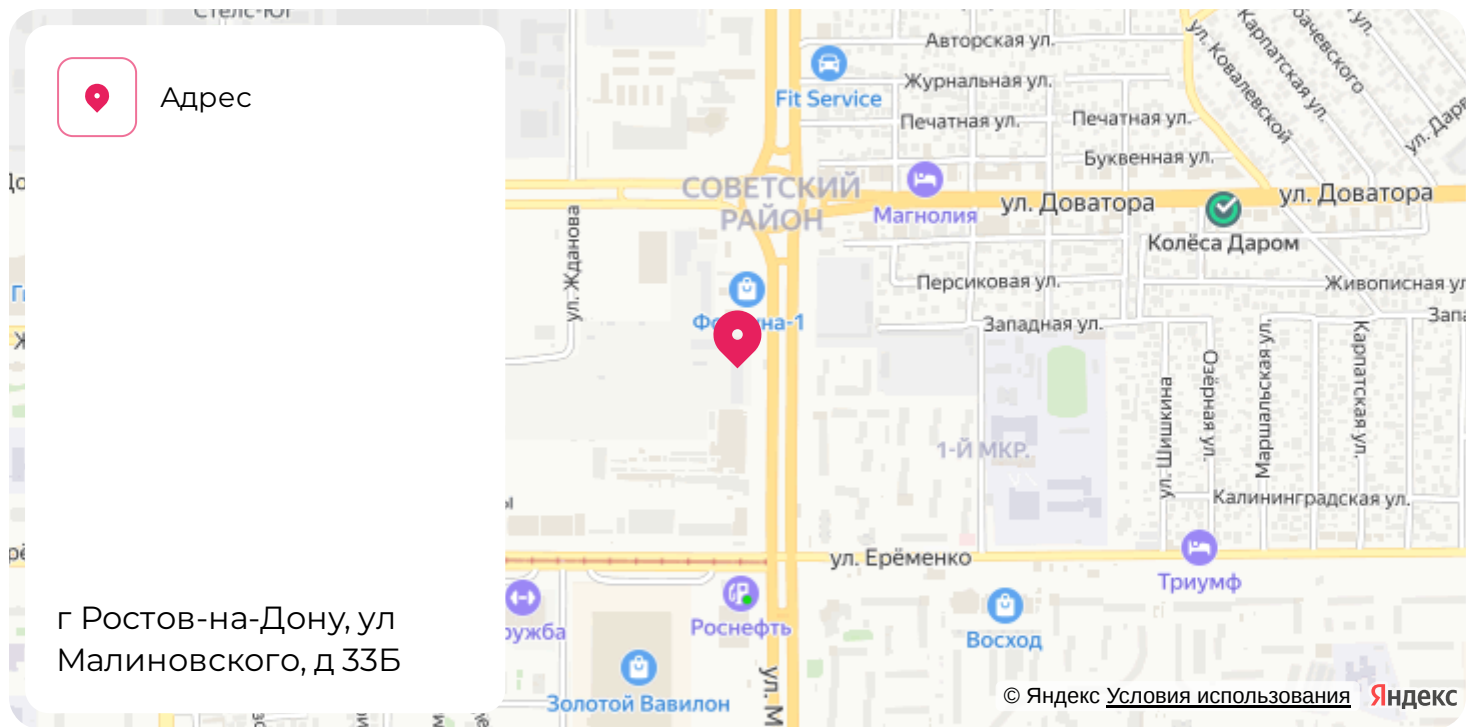 Стелс-Юг
Адрес
г Ростов-на-Дону, ул
Малиновского, д 33Б
Авторская ул.
Fit Service
Журнальная ул.
Печатная ул.
Печатная ул.
Буквенная ул.
ул. Ковалевской
Карпатская ул.
СОВЕТСКИЙ
РАЙОН
Магнолия
ул. Доватора
ул. Доватора
Колёса Даром
ул. Жданова
Персиковая ул.
Живописная ул
Западная ул.
1-Й МКР.
ул. Шишкина
Озёрная ул.
Маршальская ул.
Карпатская ул.
Калининградская ул.
ул. Ерёменко
Триумф
Роснефть
Восход
Золотой Вавилон
ул. М
© Яндекс Условия использования
Яндекс